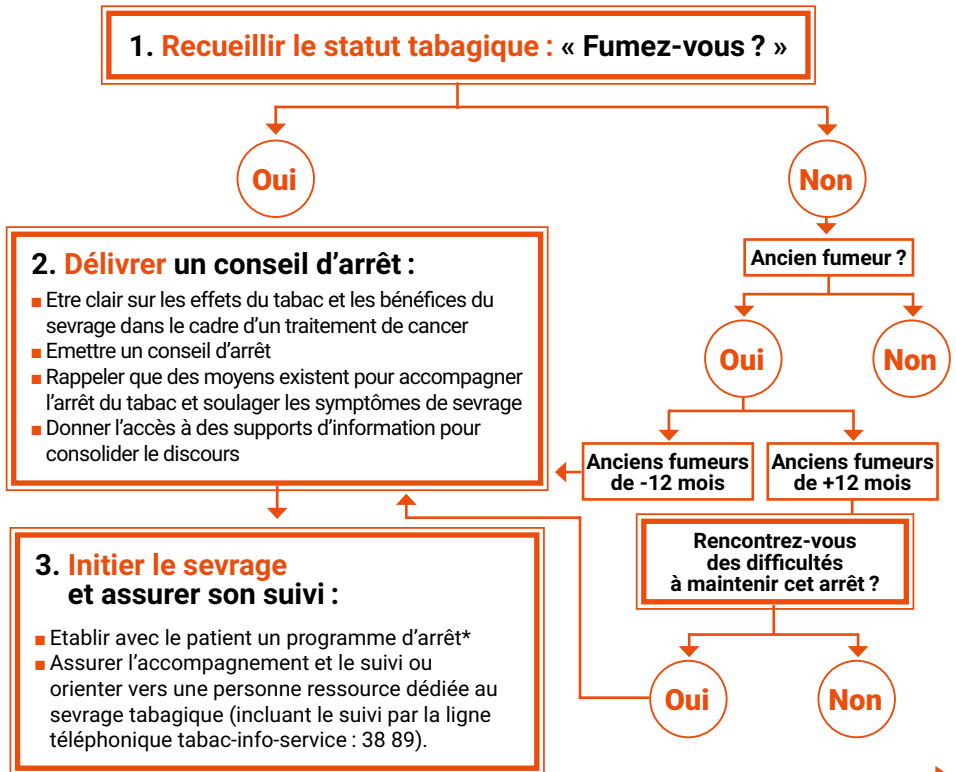 1. Recueillir le statut tabagique : « Fumez-vous ? »
Oui
Non
2. Délivrer un conseil d’arrêt :
■ Etre clair sur les effets du tabac et les bénéfices du
sevrage dans le cadre d’un traitement de cancer
■ Emettre un conseil d’arrêt
■ Rappeler que des moyens existent pour accompagner
l’arrêt du tabac et soulager les symptômes de sevrage
■ Donner l’accès à des supports d’information pour
consolider le discours
Ancien fumeur ?
Oui
Non
Anciens fumeurs
de -12 mois
Anciens fumeurs
de +12 mois
Rencontrez-vous
des difficultés
à maintenir cet arrêt ?
Oui
Non
3. Initier le sevrage
et assurer son suivi :
■ Etablir avec le patient un programme d’arrêt*
■ Assurer l’accompagnement et le suivi ou
orienter vers une personne ressource dédiée au
sevrage tabagique (incluant le suivi par la ligne
téléphonique tabac-info-service : 38 89).